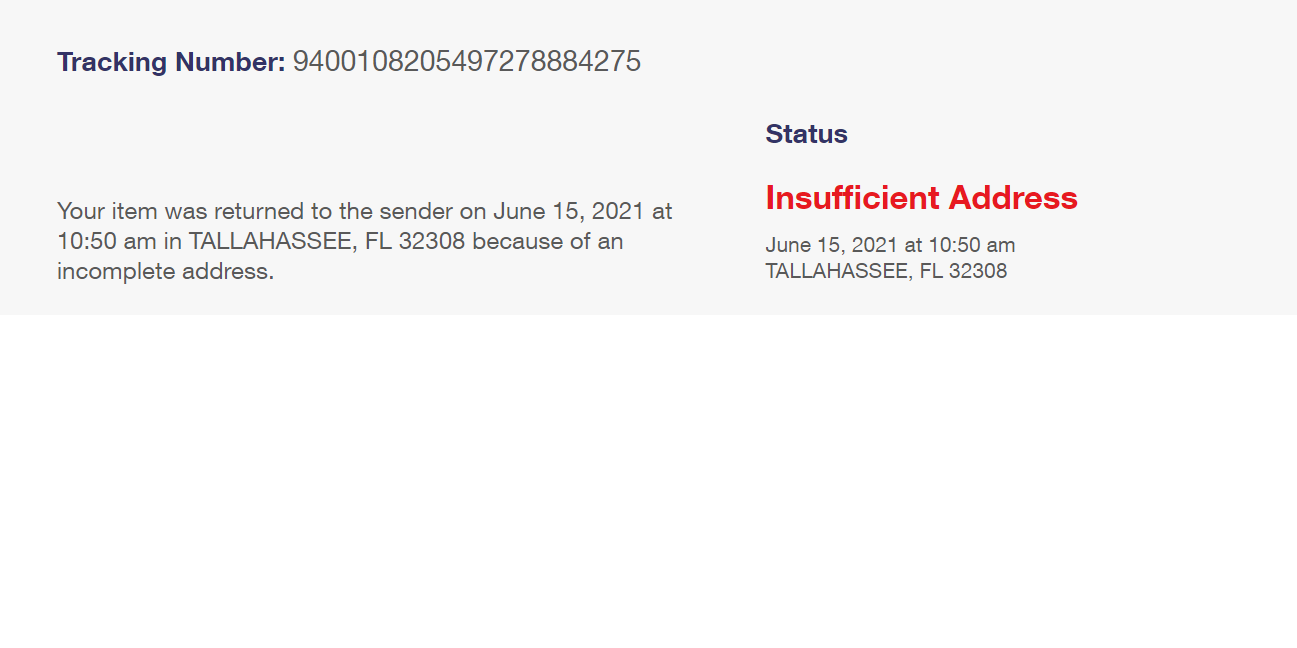 Tracking Number: 9400108205497278884275
Status
Insufficient Address
June 15, 2021 at 10:50 am
TALLAHASSEE, FL 32308
Your item was returned to the sender on June 15, 2021 at
10:50 am in TALLAHASSEE, FL 32308 because of an
incomplete address.